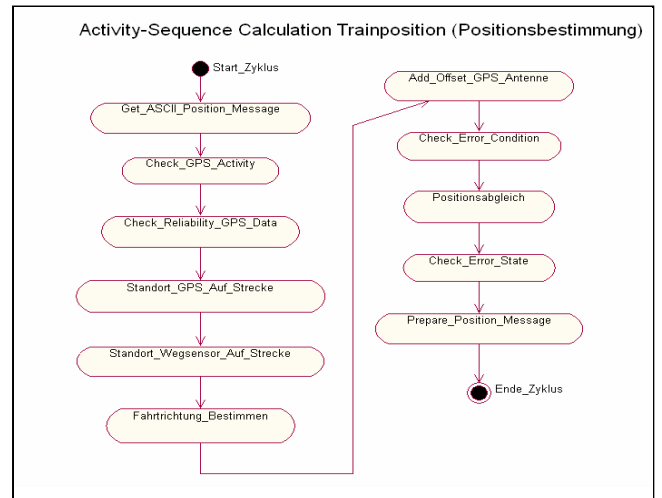 Activity-Sequence Calculation Trainposition (Positionsbestimmung)
Start_Zyklus
Get_ASCII_Position_Message
Check_GPS_Activity
Check_Reliability_GPS_Data
Standort_GPS_Auf_Strecke
Standort_Wegsensor_Auf_Strecke
Fahrtrichtung_Bestimmen
Add_Offset_GPS_Antenne
Check_Error_Condition
Positionsabgleich
Check_Error_State
Prepare_Position_Message
Ende_Zyklus